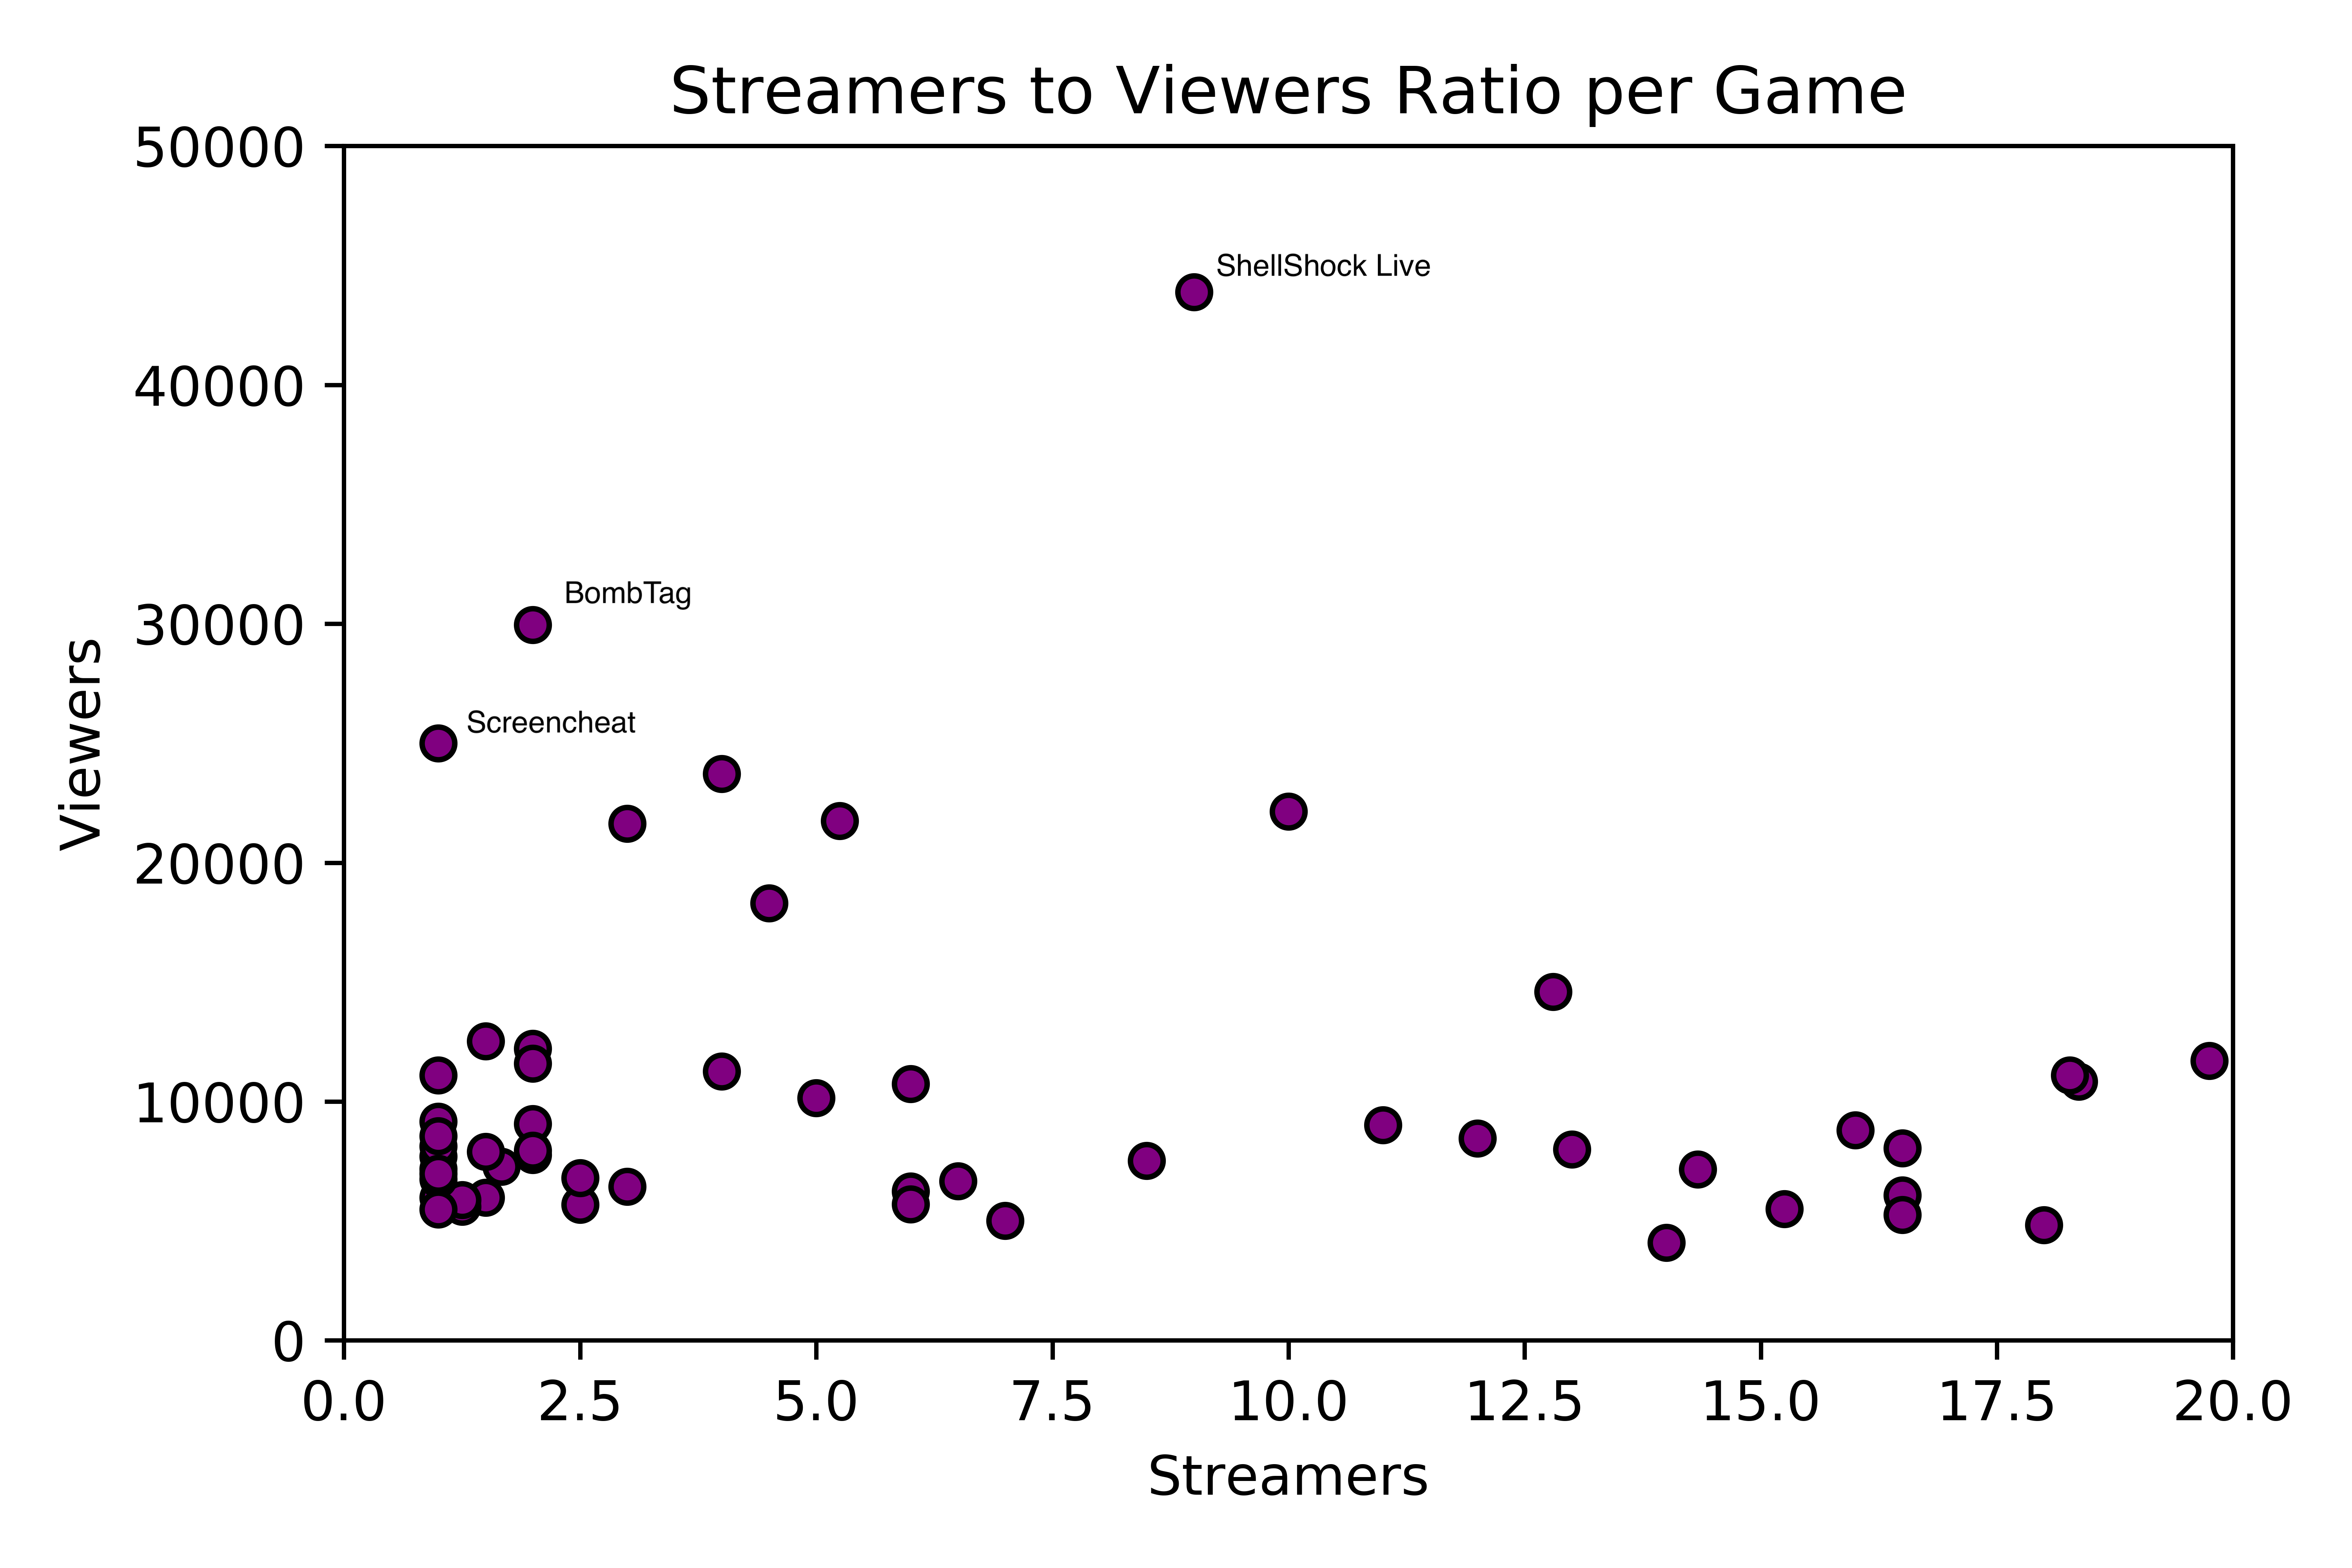 Streamers to Viewers Ratio per Game
50000
40000
30000
20000
10000
0
Viewers
ShellShock Live
BombTag
Screencheat
0.0 2.5 5.0 7.5 10.0 12.5 15.0 17.5 20.0
Streamers